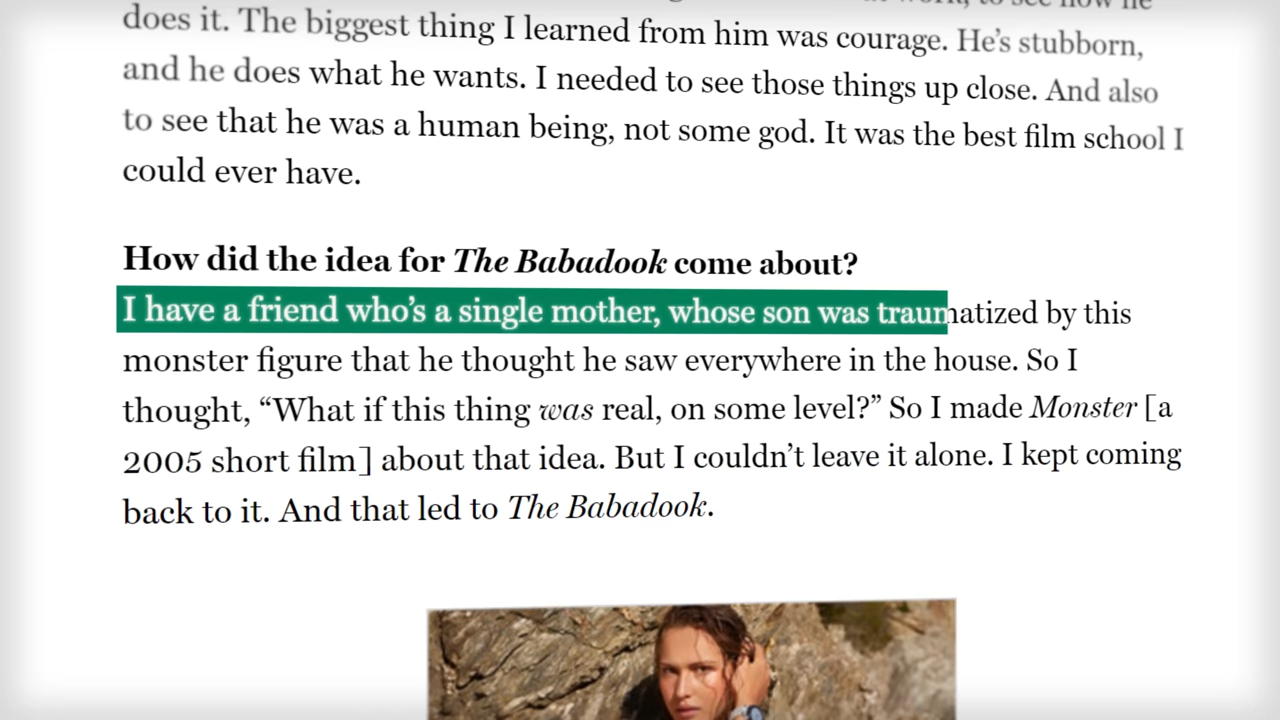 does it. The biggest thing I learned from him was courage. He’s stubborn,
and he does what he wants. I needed to see those things up close. And also
to see that he was a human being, not some god. It was the best film school I
could ever have.
How did the idea for The Babadook come about?
I have a friend who’s a single mother, whose son was traumatized by this
monster figure that he thought he saw everywhere in the house. So I
thought, “What if this thing was real, on some level?” So I made Monster [a
2005 short film] about that idea. But I couldn’t leave it alone. I kept coming
back to it. And that led to The Babadook.